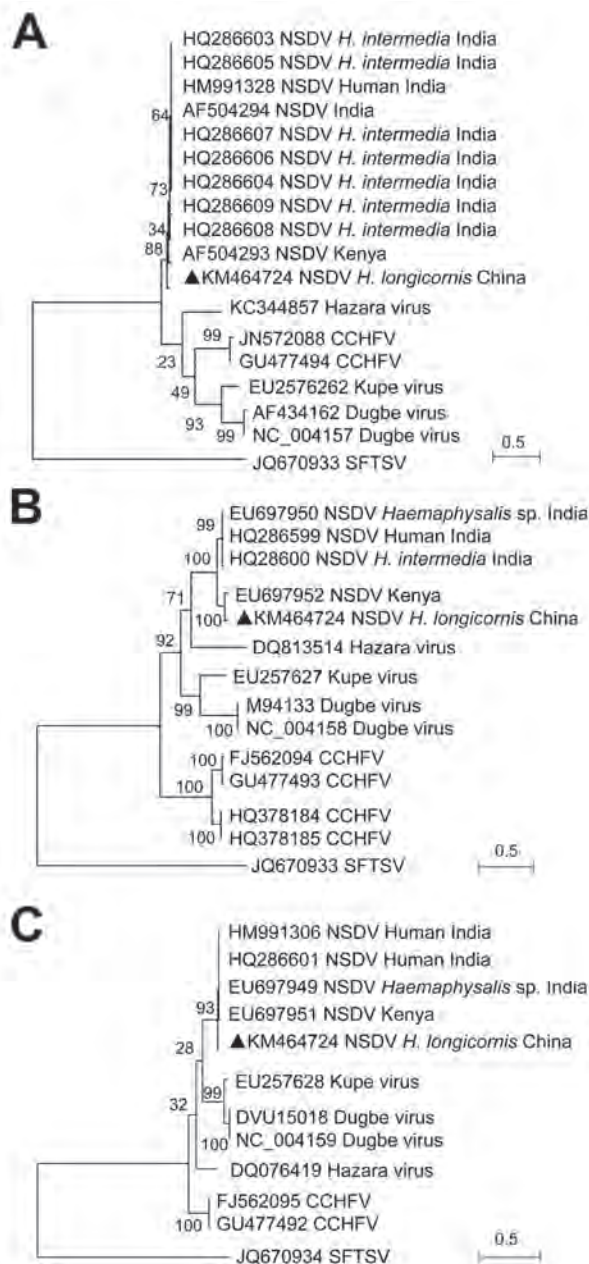 A
HQ286603 NSDV H. intermedia India
HQ286605 NSDV H. intermedia India
HM991328 NSDV Human India
AF504294 NSDV India
64
HQ286607 NSDV H. intermedia India
HQ286606 NSDV H. intermedia India
HQ286604 NSDV H. intermedia India
73
HQ286609 NSDV H. intermedia India
HQ286608 NSDV H. intermedia India
34
88
AF504293 NSDV Kenya
▲KM464724 NSDV H. longicornis China
KC344857 Hazara virus
99
JN572088 CCHFV
GU477494 CCHFV
23
49
EU2576262 Kupe virus
93
AF434162 Dugbe virus
99
NC_004157 Dugbe virus
JQ670933 SFTSV
0.5
B
EU697950 NSDV Haemaphysalis sp. India
99
HQ286599 NSDV Human India
HQ28600 NSDV H. intermedia India
100
EU697952 NSDV Kenya
71
100
▲KM464724 NSDV H. longicornis China
92
DQ813514 Hazara virus
EU257627 Kupe virus
99
M94133 Dugbe virus
100
NC_004158 Dugbe virus
100
FJ562094 CCHFV
GU477493 CCHFV
100
HQ378184 CCHFV
100
HQ378185 CCHFV
JQ670933 SFTSV
0.5
C
HM991306 NSDV Human India
HQ286601 NSDV Human India
EU697949 NSDV Haemaphysalis sp. India
93
EU697951 NSDV Kenya
▲KM464724 NSDV H. longicornis China
28
EU257628 Kupe virus
99
32
DVU15018 Dugbe virus
100
NC_004159 Dugbe virus
DQ076419 Hazara virus
FJ562095 CCHFV
100
GU477492 CCHFV
JQ670934 SFTSV
0.5